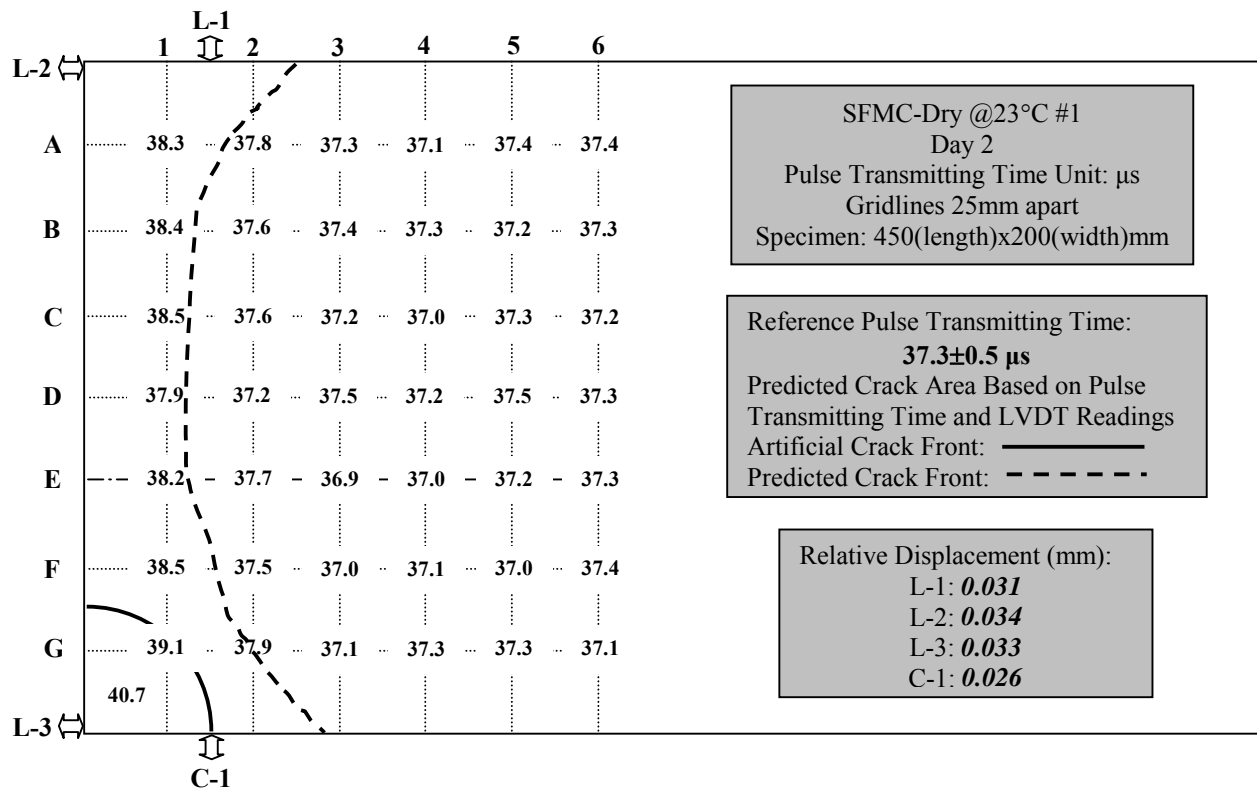 L-1
1 2 3 4 5 6
L-2
A 38.3 37.8 37.3 37.1 37.4 37.4
B 38.4 37.6 37.4 37.3 37.2 37.3
C 38.5 37.6 37.2 37.0 37.3 37.2
D 37.9 37.2 37.5 37.2 37.5 37.3
E 38.2 37.7 36.9 37.0 37.2 37.3
F 38.5 37.5 37.0 37.1 37.0 37.4
G 39.1 37.9 37.1 37.3 37.3 37.1
40.7
L-3
C-1
SFMC-Dry @23°C #1
Day 2
Pulse Transmitting Time Unit: μs
Gridlines 25mm apart
Specimen: 450(length)x200(width)mm
Reference Pulse Transmitting Time:
37.3±0.5 μs
Predicted Crack Area Based on Pulse
Transmitting Time and LVDT Readings
Artificial Crack Front:
Predicted Crack Front:
Relative Displacement (mm):
L-1: 0.031
L-2: 0.034
L-3: 0.033
C-1: 0.026